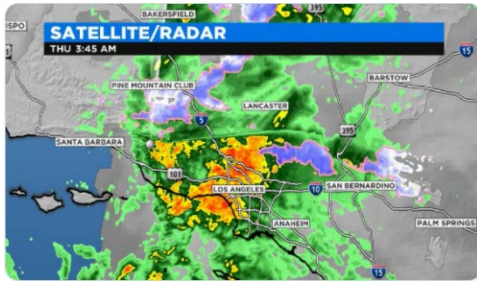 BAKERSFIELD
395
ISPO
SATELLITE/RADAR
THU 3:45 AM
15
BARSTOW
PINE MOUNTAIN CLUB
LANCASTER
5
395
SANTA BARBARA
101
LOS ANGELES
10
SAN BERNARDINO
PALM SPRINGS
ANAHEIM
15